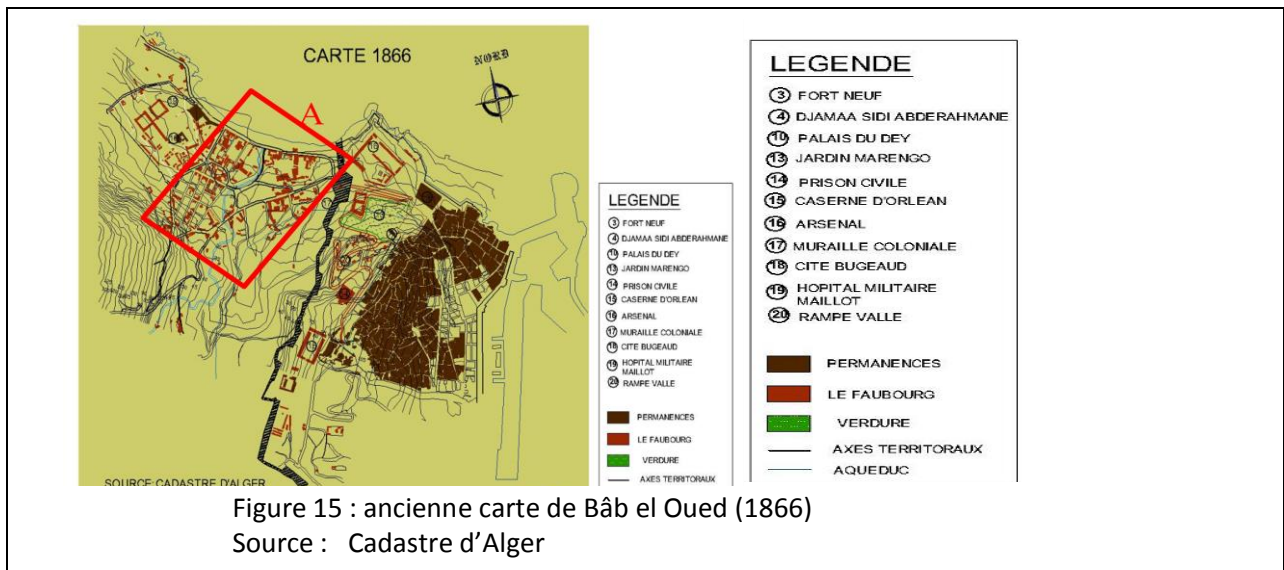 CARTE 1866
NORD
A
SOURCE:CADASTRE D'ALGER
LEGENDE
3 FORT NEUF
4 DJAMAA SIDI ABDERAHMANE
10 PALAIS DU DEY
13 JARDIN MARENGO
14 PRISON CIVILE
15 CASERNE D'ORLEAN
16 ARSENAL
17 MURAILLE COLONIALE
18 CITE BUGEAUD
19 HOPITAL MILITAIRE
MAILLOT
20 RAMPE VALLE
PERMANENCES
LE FAUBOURG
VERDURE
AXES TERRITORAUX
LEGENDE
3 FORT NEUF
4 DJAMAA SIDI ABDERAHMANE
10 PALAIS DU DEY
13 JARDIN MARENGO
14 PRISON CIVILE
15 CASERNE D'ORLEAN
16 ARSENAL
17 MURAILLE COLONIALE
18 CITE BUGEAUD
19 HOPITAL MILITAIRE
MAILLOT
20 RAMPE VALLE
PERMANENCES
LE FAUBOURG
VERDURE
AXES TERRITORAUX
AQUEDUC
Figure 15 : ancienne carte de Bâb el Oued (1866)
Source : Cadastre d’Alger